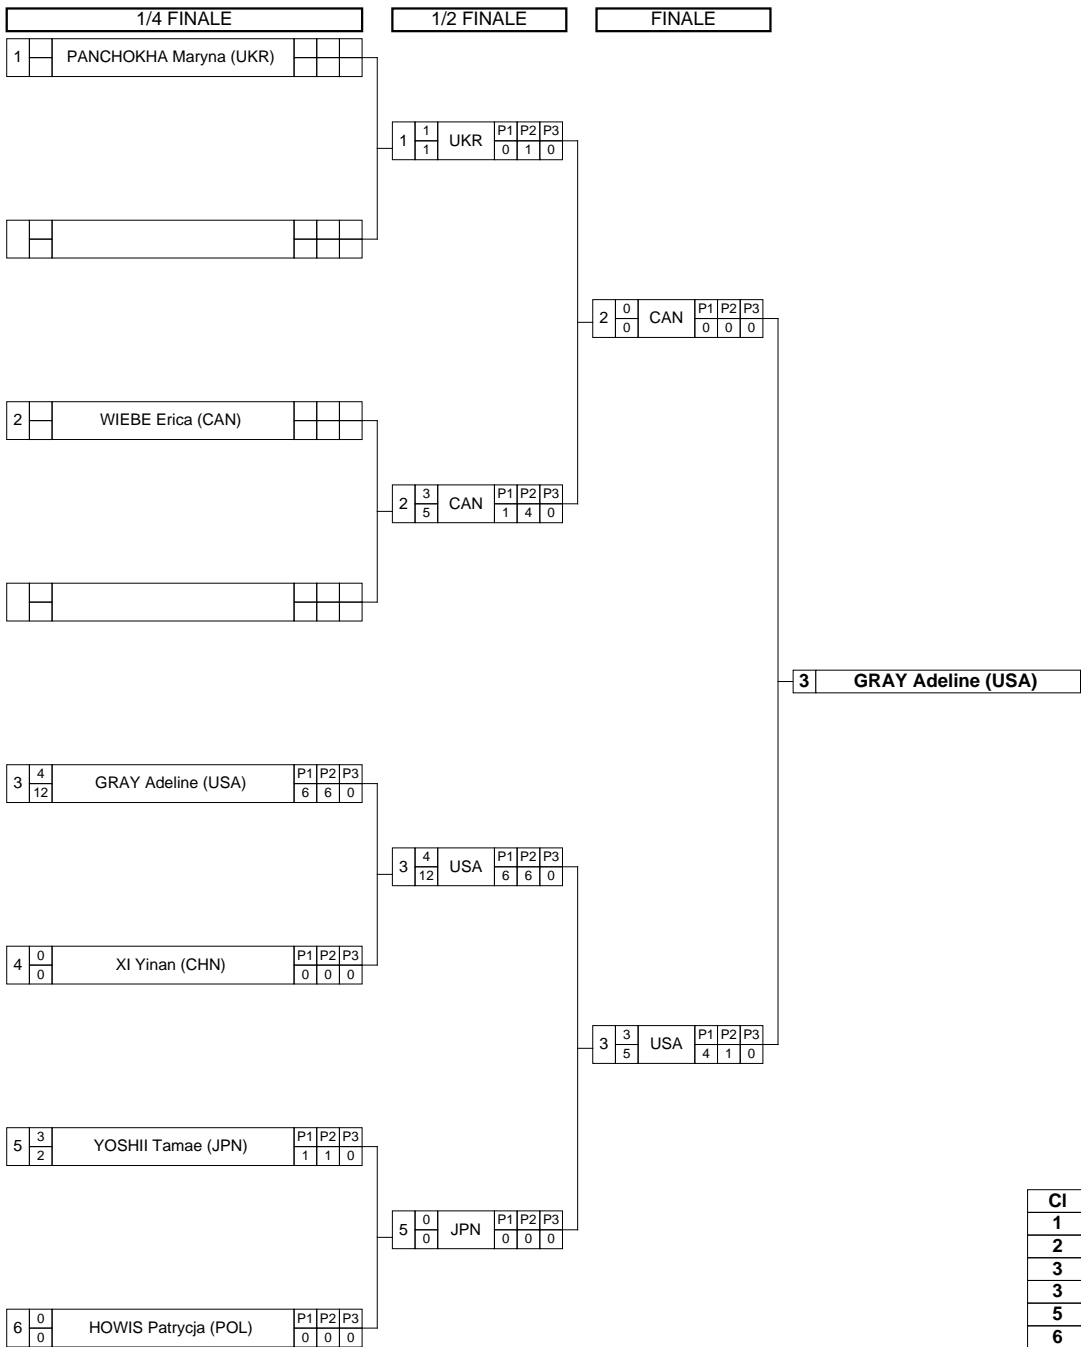 1/4 FINALE 1/2 FINALE FINALE
1 PANCHOKHA Maryna (UKR)
1 1 UKR P1 P2 P3
1 0 1 0
2 0 CAN P1 P2 P3
0 0 0 0
2 WIEBE Erica (CAN)
2 3 CAN P1 P2 P3
5 1 4 0
3 GRAY Adeline (USA)
3 4 GRAY Adeline (USA) P1 P2 P3
12 6 6 0
3 4 USA P1 P2 P3
12 6 6 0
4 0 XI Yinan (CHN) P1 P2 P3
0 0 0 0
3 3 USA P1 P2 P3
5 4 1 0
5 3 YOSHII Tamae (JPN) P1 P2 P3
2 1 1 0
5 0 JPN P1 P2 P3
0 0 0 0
6 0 HOWIS Patrycja (POL) P1 P2 P3
0 0 0 0
Cl
1
2
3
3
5
6